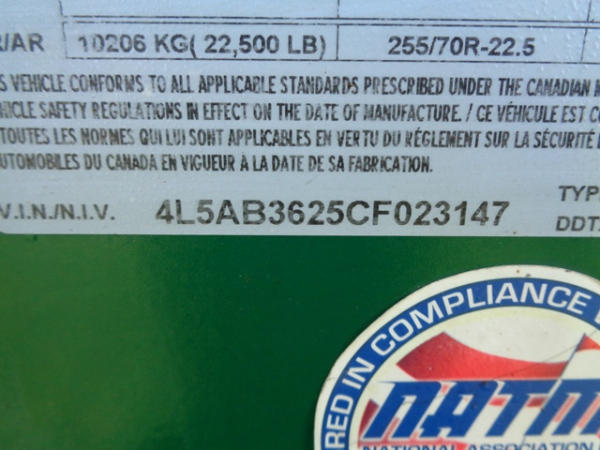 R/AR 10206 KG( 22,500 LB) 255/70R-22.5
VEHICLE CONFORMS TO ALL APPLICABLE STANDARDS PRESCRIBED UNDER THE CANADIAN
SAFETY REGULATIONS IN EFFECT ON THE DATE OF MANUFACTURE. / CE VÉHICULE EST
TOUTES LES NORMES QUI LUI SONT APPLICABLES EN VERTU DU RÉGLEMENT SUR LA SÉCURITÉ
AUTOMOBILES DU CANADA EN VIGUEUR À LA DATE DE SA FABRICATION.
V.I.N./N.I.V. 4L5AB3625CF023147
TYP
DDT
RED IN COMPLIANCE
NATM
NATIONAL ASSOCIATION